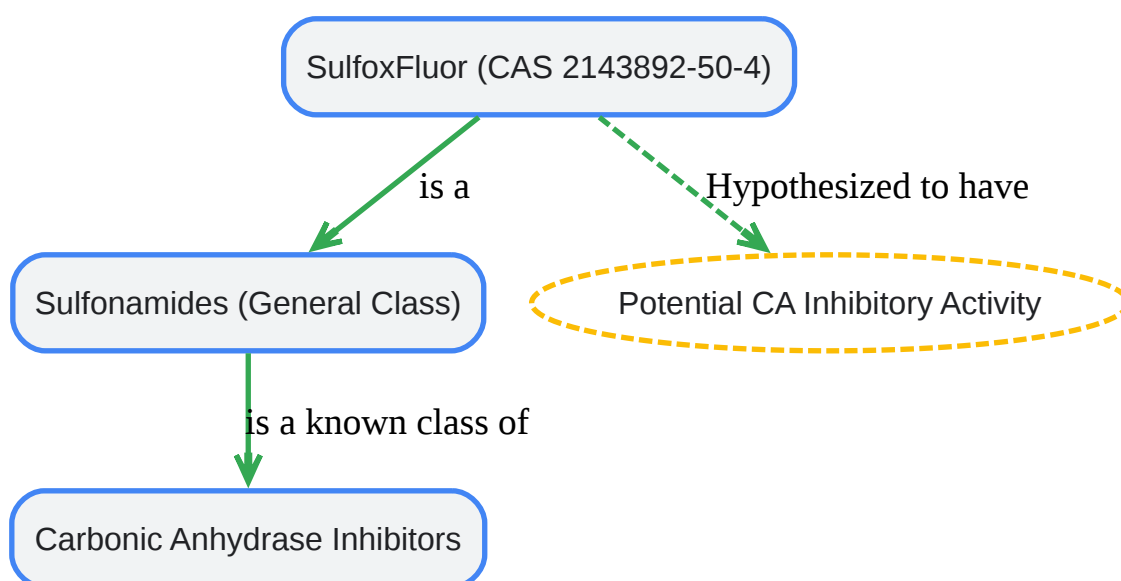 SulfoxFluor (CAS 2143892-50-4)
is a
Hypothesized to have
Sulfonamides (General Class)
Potential CA Inhibitory Activity
is a known class of
Carbonic Anhydrase Inhibitors